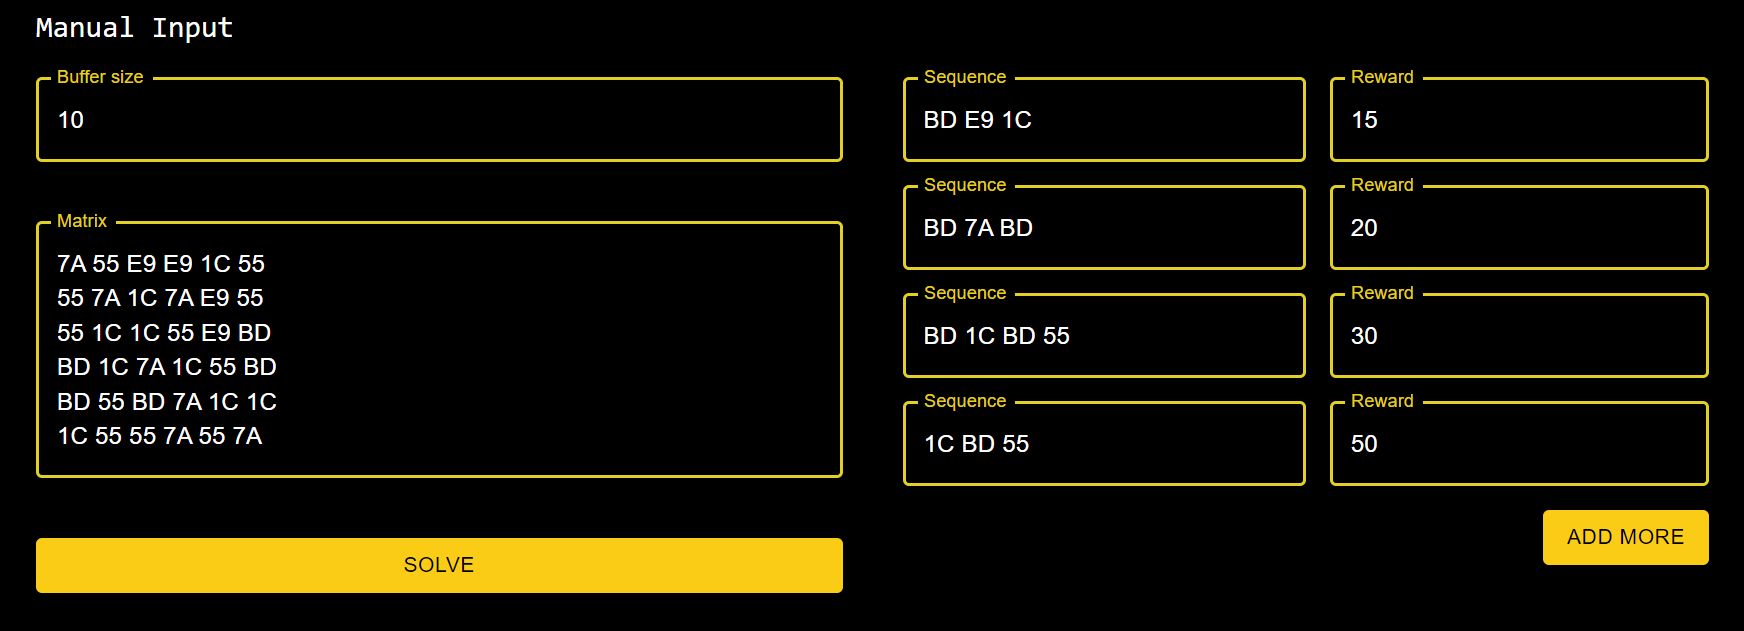 Manual Input
Buffer size
10
Matrix
7A 55 E9 E9 1C 55
55 7A 1C 7A E9 55
55 1C 1C 55 E9 BD
BD 1C 7A 1C 55 BD
BD 55 BD 7A 1C 1C
1C 55 55 7A 55 7A
SOLVE
Sequence
BD E9 1C
Reward
15
Sequence
BD 7A BD
Reward
20
Sequence
BD 1C BD 55
Reward
30
Sequence
1C BD 55
Reward
50
ADD MORE